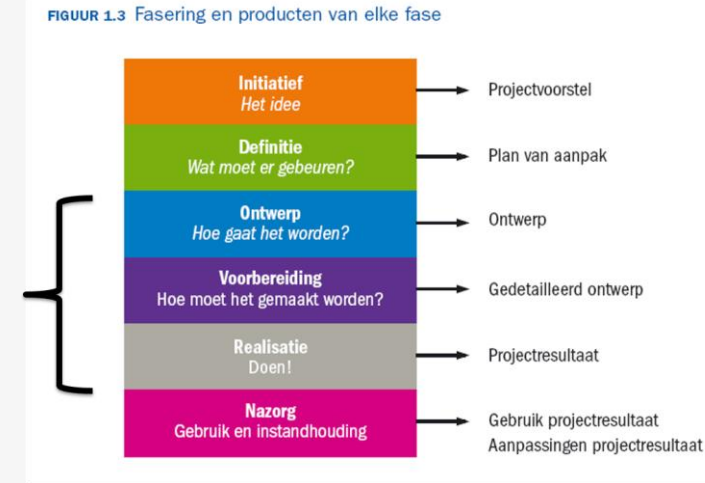 FIGUUR 1.3 Fasering en producten van elke fase
Initiatief
Het idee
Projectvoorstel
Definitie
Wat moet er gebeuren?
Plan van aanpak
Ontwerp
Hoe gaat het worden?
Ontwerp
Voorbereiding
Hoe moet het gemaakt worden?
Gedetailleerd ontwerp
Realisatie
Doen!
Projectresultaat
Nazorg
Gebruik en instandhouding
Gebruik projectresultaat
Aanpassingen projectresultaat